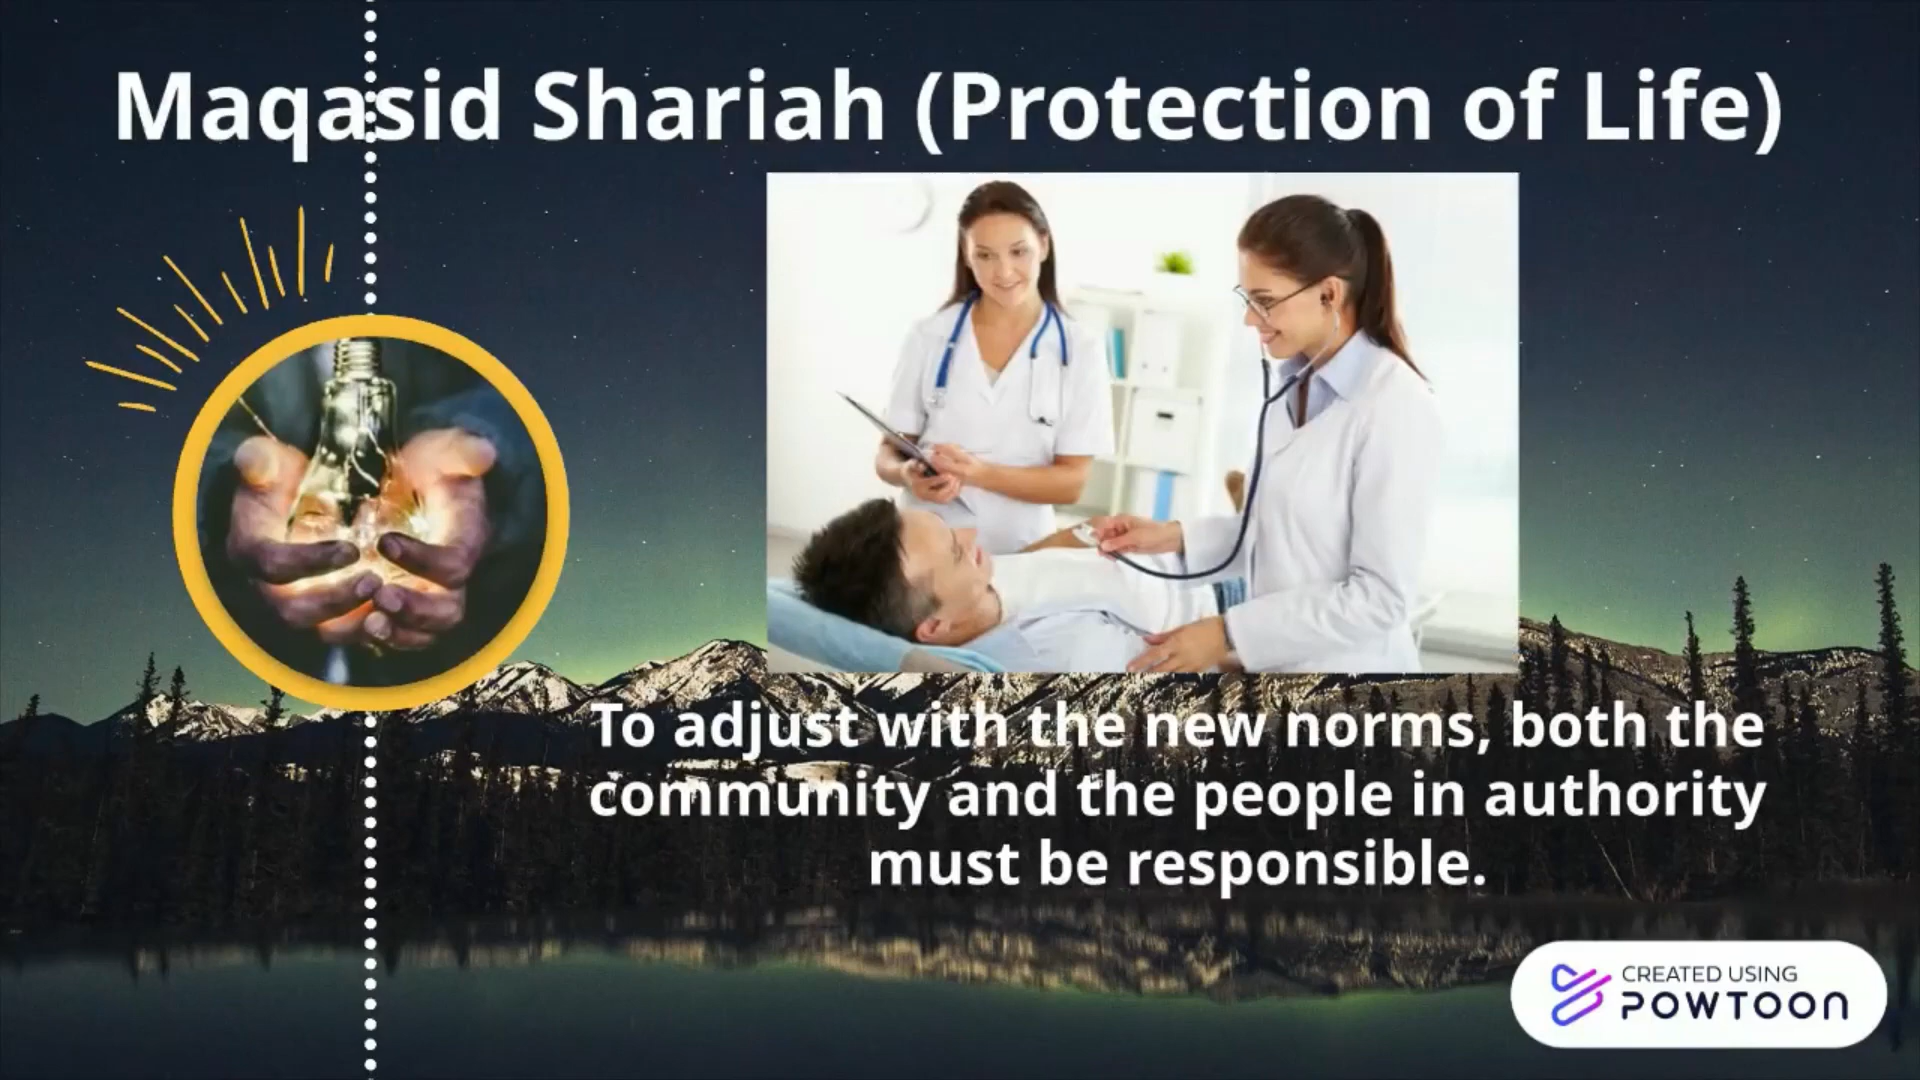 Maqasid Shariah (Protection of Life)
To adjust with the new norms, both the
community and the people in authority
must be responsible.
CREATED USING
POWTOON